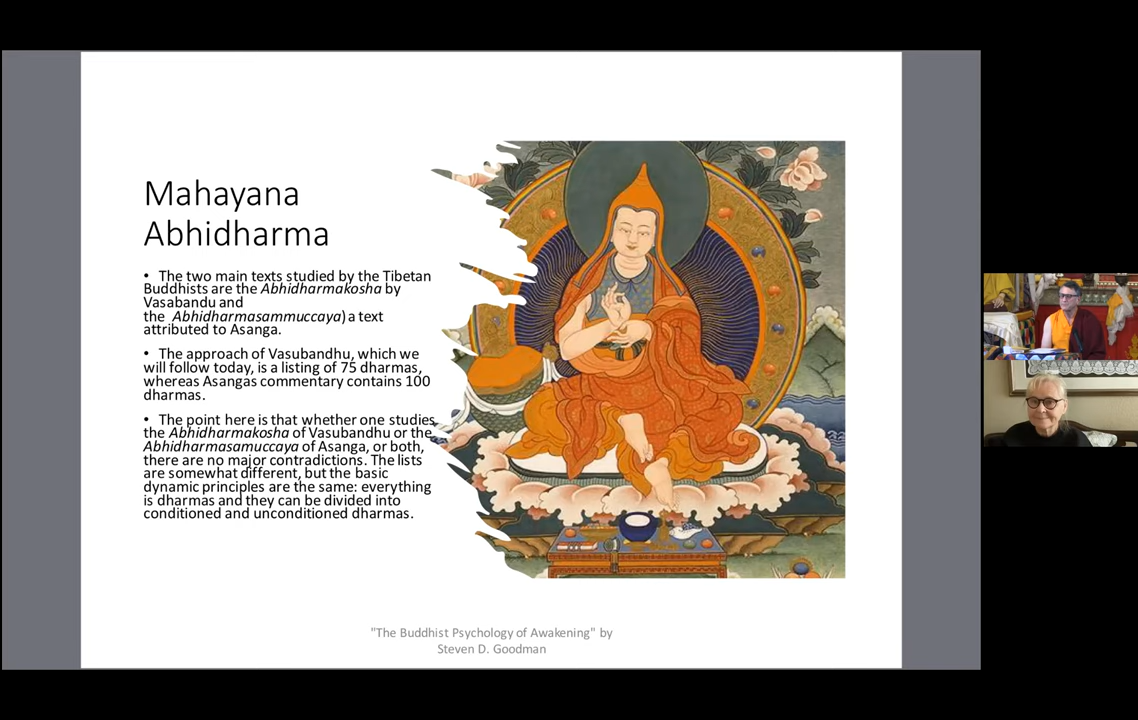 Mahayana
Abhidharma
• The two main texts studied by the Tibetan
Buddhists are the Abhidharmakosha by
Vasabandu and
the Abhidharmasammuccaya) a text
attributed to Asanga.
• The approach of Vasubandhu, which we
will follow today, is a listing of 75 dharmas,
whereas Asangas commentary contains 100
dharmas.
• The point here is that whether one studies
the Abhidharmakosha of Vasubandhu or the
Abhidharmasamuccaya of Asanga, or both,
there are no major contradictions. The lists
are somewhat different, but the basic
dynamic principles are the same: everything
is dharmas and they can be divided into
conditioned and unconditioned dharmas.
"The Buddhist Psychology of Awakening" by
Steven D. Goodman